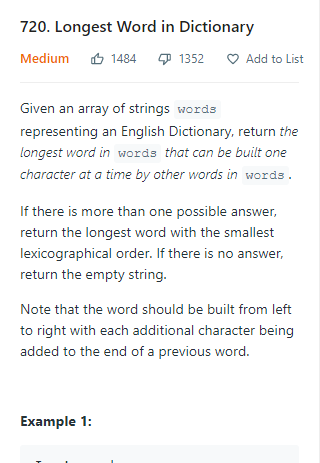 720. Longest Word in Dictionary
Medium 1484 1352 Add to List
Given an array of strings words
representing an English Dictionary, return the
longest word in words that can be built one
character at a time by other words in words.
If there is more than one possible answer,
return the longest word with the smallest
lexicographical order. If there is no answer,
return the empty string.
Note that the word should be built from left
to right with each additional character being
added to the end of a previous word.
Example 1: